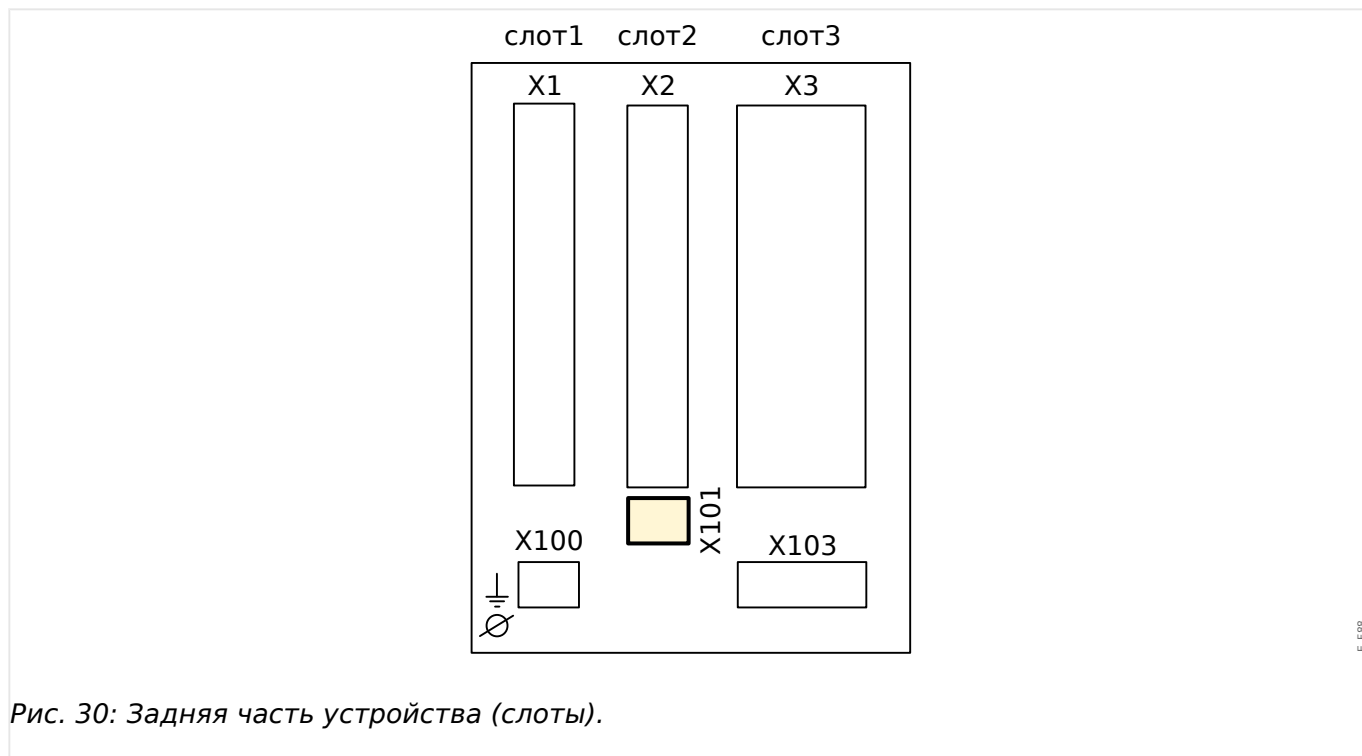 слот1 слот2 слот3
X1 X2 X3
X101
X100 X103
Рис. 30: Задняя часть устройства (слоты).